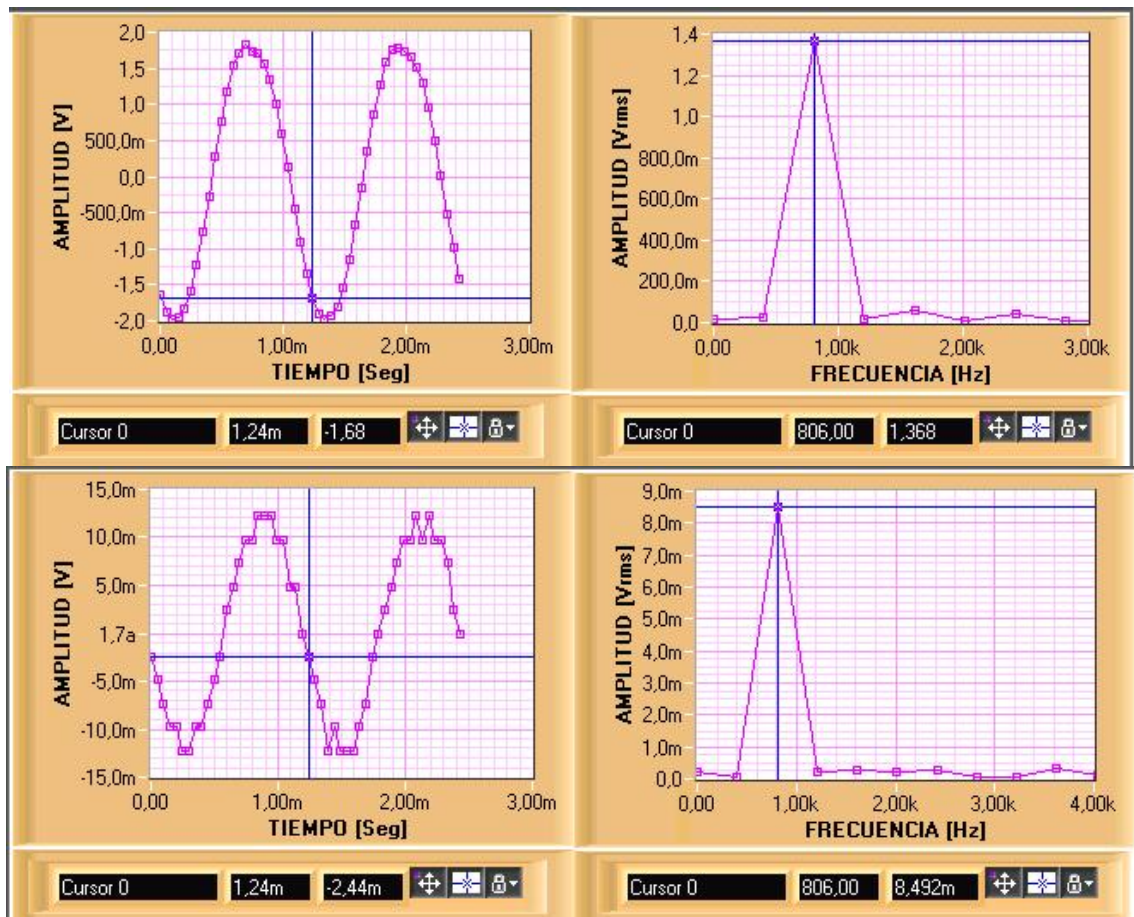 AMPLITUD [V]
2,0
1,5
1,0
500,0m
0,0
-500,0m
-1,0
-1,5
-2,0
0,00 1,00m 2,00m 3,00m
TIEMPO [Seg]
AMPLITUD [Vrms]
1,4
1,2
1,0
800,0m
600,0m
400,0m
200,0m
0,0
0,00 1,00k 2,00k 3,00k
FRECUENCIA [Hz]
Cursor 0 1,24m -1,68
Cursor 0 806,00 1,368
AMPLITUD [V]
15,0m
10,0m
5,0m
1,7a
-5,0m
-10,0m
-15,0m
0,00 1,00m 2,00m 3,00m
TIEMPO [Seg]
AMPLITUD [Vrms]
9,0m
8,0m
7,0m
6,0m
5,0m
4,0m
3,0m
2,0m
1,0m
0,0
0,00 1,00k 2,00k 3,00k 4,00k
FRECUENCIA [Hz]
Cursor 0 1,24m -2,44m
Cursor 0 806,00 8,492m